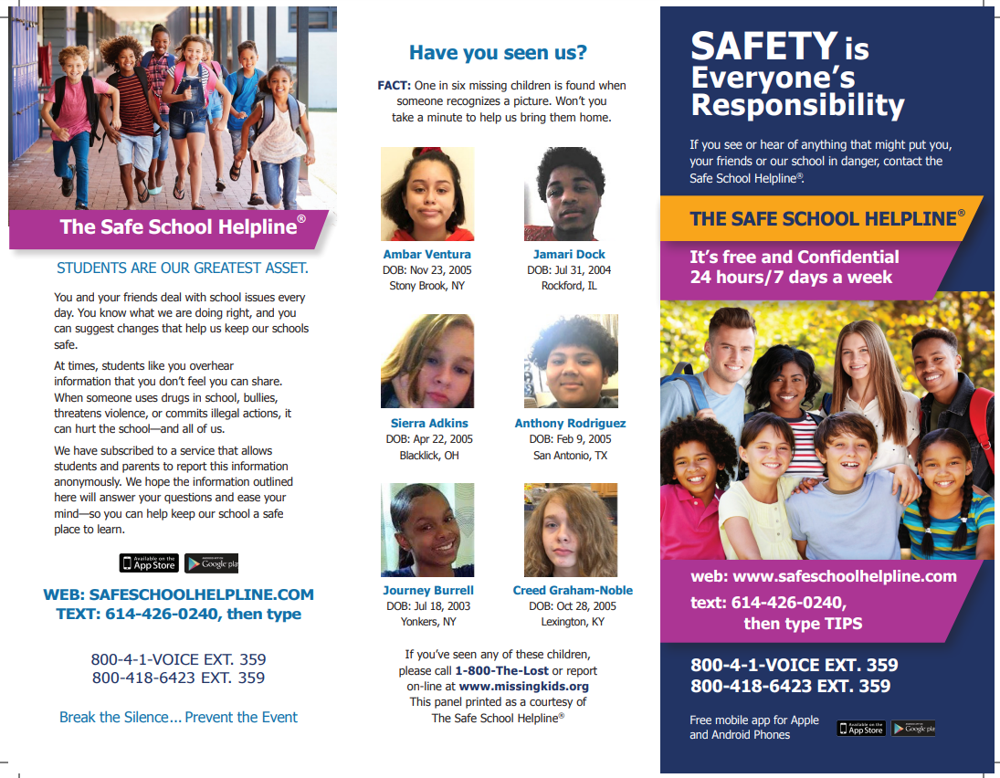 The Safe School Helpline®
STUDENTS ARE OUR GREATEST ASSET.
You and your friends deal with school issues every
day. You know what we are doing right, and you
can suggest changes that help us keep our schools
safe.
At times, students like you overhear
information that you don't feel you can share.
When someone uses drugs in school, bullies,
threatens violence, or commits illegal actions, it
can hurt the school—and all of us.
We have subscribed to a service that allows
students and parents to report this information
anonymously. We hope the information outlined
here will answer your questions and ease your
mind—so you can help keep our school a safe
place to learn.
Available on the
App Store
Google pla
WEB: SAFESCHOOLHELPLINE.COM
TEXT: 614-426-0240, then type
800-4-1-VOICE EXT. 359
800-418-6423 EXT. 359
Break the Silence... Prevent the Event
Have you seen us?
FACT: One in six missing children is found when
someone recognizes a picture. Won't you
take a minute to help us bring them home.
Ambar Ventura
DOB: Nov 23, 2005
Stony Brook, NY
Jamari Dock
DOB: Jul 31, 2004
Rockford, IL
Sierra Adkins
DOB: Apr 22, 2005
Blacklick, OH
Anthony Rodriguez
DOB: Feb 9, 2005
San Antonio, TX
Journey Burrell
DOB: Jul 18, 2003
Yonkers, NY
Creed Graham-Noble
DOB: Oct 28, 2005
Lexington, KY
If you've seen any of these children,
please call 1-800-The-Lost or report
on-line at www.missingkids.org
This panel printed as a courtesy of
The Safe School Helpline®
SAFETY is
Everyone's
Responsibility
If you see or hear of anything that might put you,
your friends or our school in danger, contact the
Safe School Helpline®.
THE SAFE SCHOOL HELPLINE®
It's free and Confidential
24 hours/7 days a week
web: www.safeschoolhelpline.com
text: 614-426-0240,
then type TIPS
800-4-1-VOICE EXT. 359
800-418-6423 EXT. 359
Free mobile app for Apple
and Android Phones
Available on the
App Store
Google pla